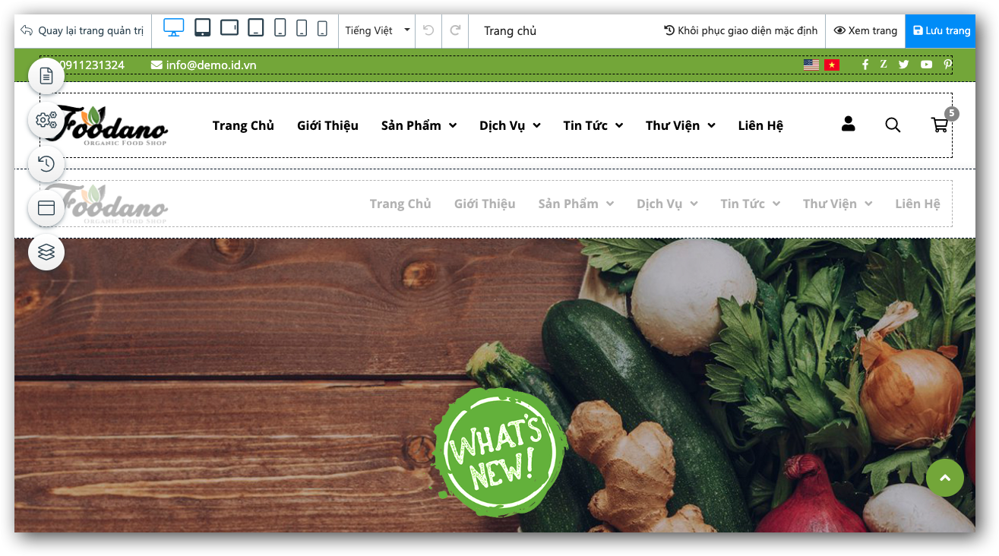 Quay lại trang quản trị Tiếng Việt Trang chủ Khôi phục giao diện mặc định Xem trang Lưu trang
0911231324 info@demo.id.vn
Foodano
ORGANIC FOOD SHOP
Trang Chủ Giới Thiệu Sản Phẩm Dịch Vụ Tin Tức Thư Viện Liên Hệ 5
Foodano
ORGANIC FOOD SHOP
Trang Chủ Giới Thiệu Sản Phẩm Dịch Vụ Tin Tức Thư Viện Liên Hệ
WHAT'S
NEW!